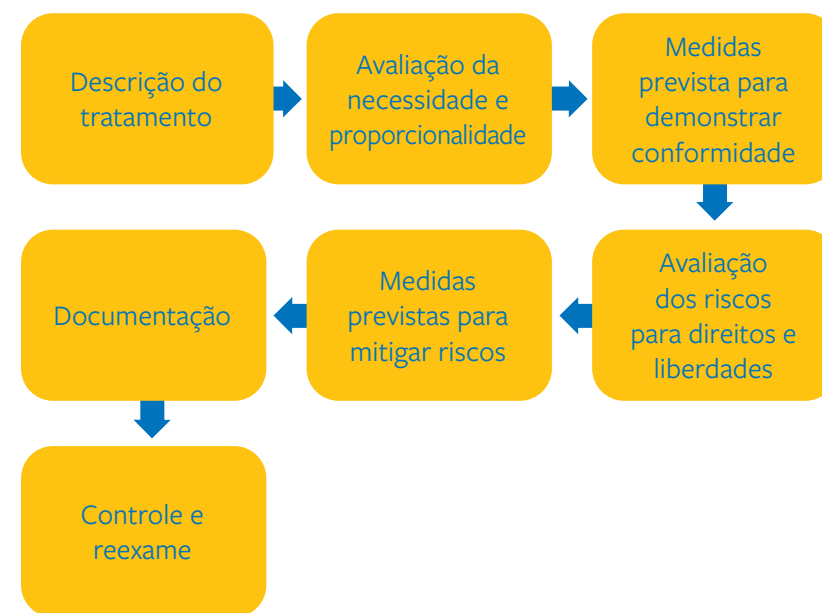 Descrição do
tratamento
Avaliação da
necessidade e
proporcionalidade
Medidas
prevista para
demonstrar
conformidade
Avaliação
dos riscos
para direitos e
liberdades
Medidas
previstas para
mitigar riscos
Documentação
Controle e
reexame